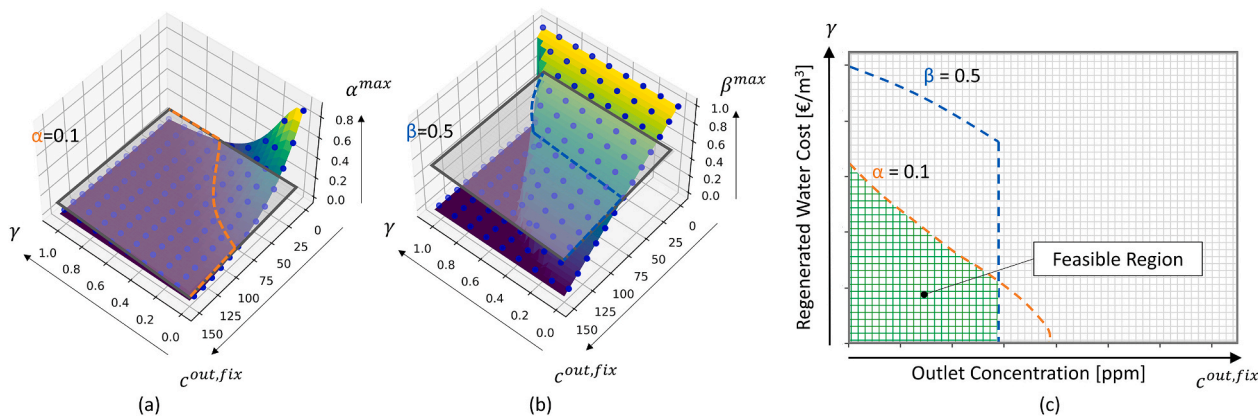 α^max
0.8
0.6
0.4
0.2
0.0
α=0.1
γ
1.0
0.8
0.6
0.4
0.2
0.0
0
25
50
75
100
125
150
c^out,fix
(a)
β^max
1.0
0.8
0.6
0.4
0.2
0.0
β=0.5
γ
1.0
0.8
0.6
0.4
0.2
0.0
0
25
50
75
100
125
150
c^out,fix
(b)
γ
Regenerated Water Cost [€/m³]
β = 0.5
α = 0.1
Feasible Region
Outlet Concentration [ppm]
c^out,fix
(c)